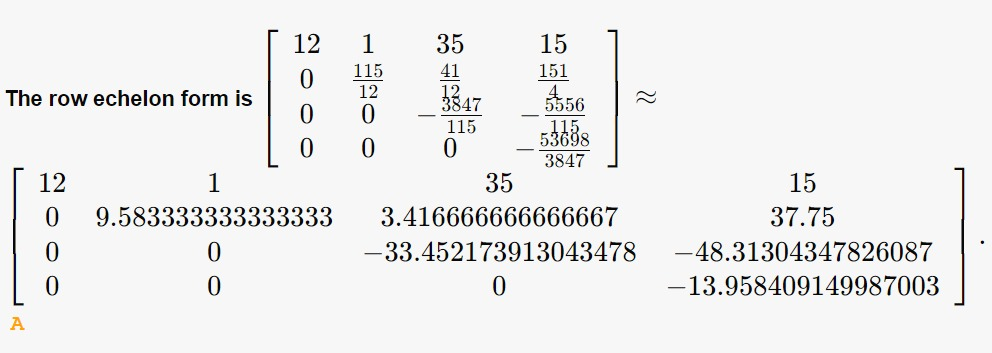 12 1 35 15
0 115/12 41/12 151/4
The row echelon form is ≈
0 0 −3847/115 −5556/115
0 0 0 −53698/3847
12 1 35 15
0 9.583333333333333 3.416666666666667 37.75
0 0 −33.452173913043478 −48.31304347826087 .
0 0 0 −13.958409149987003
A